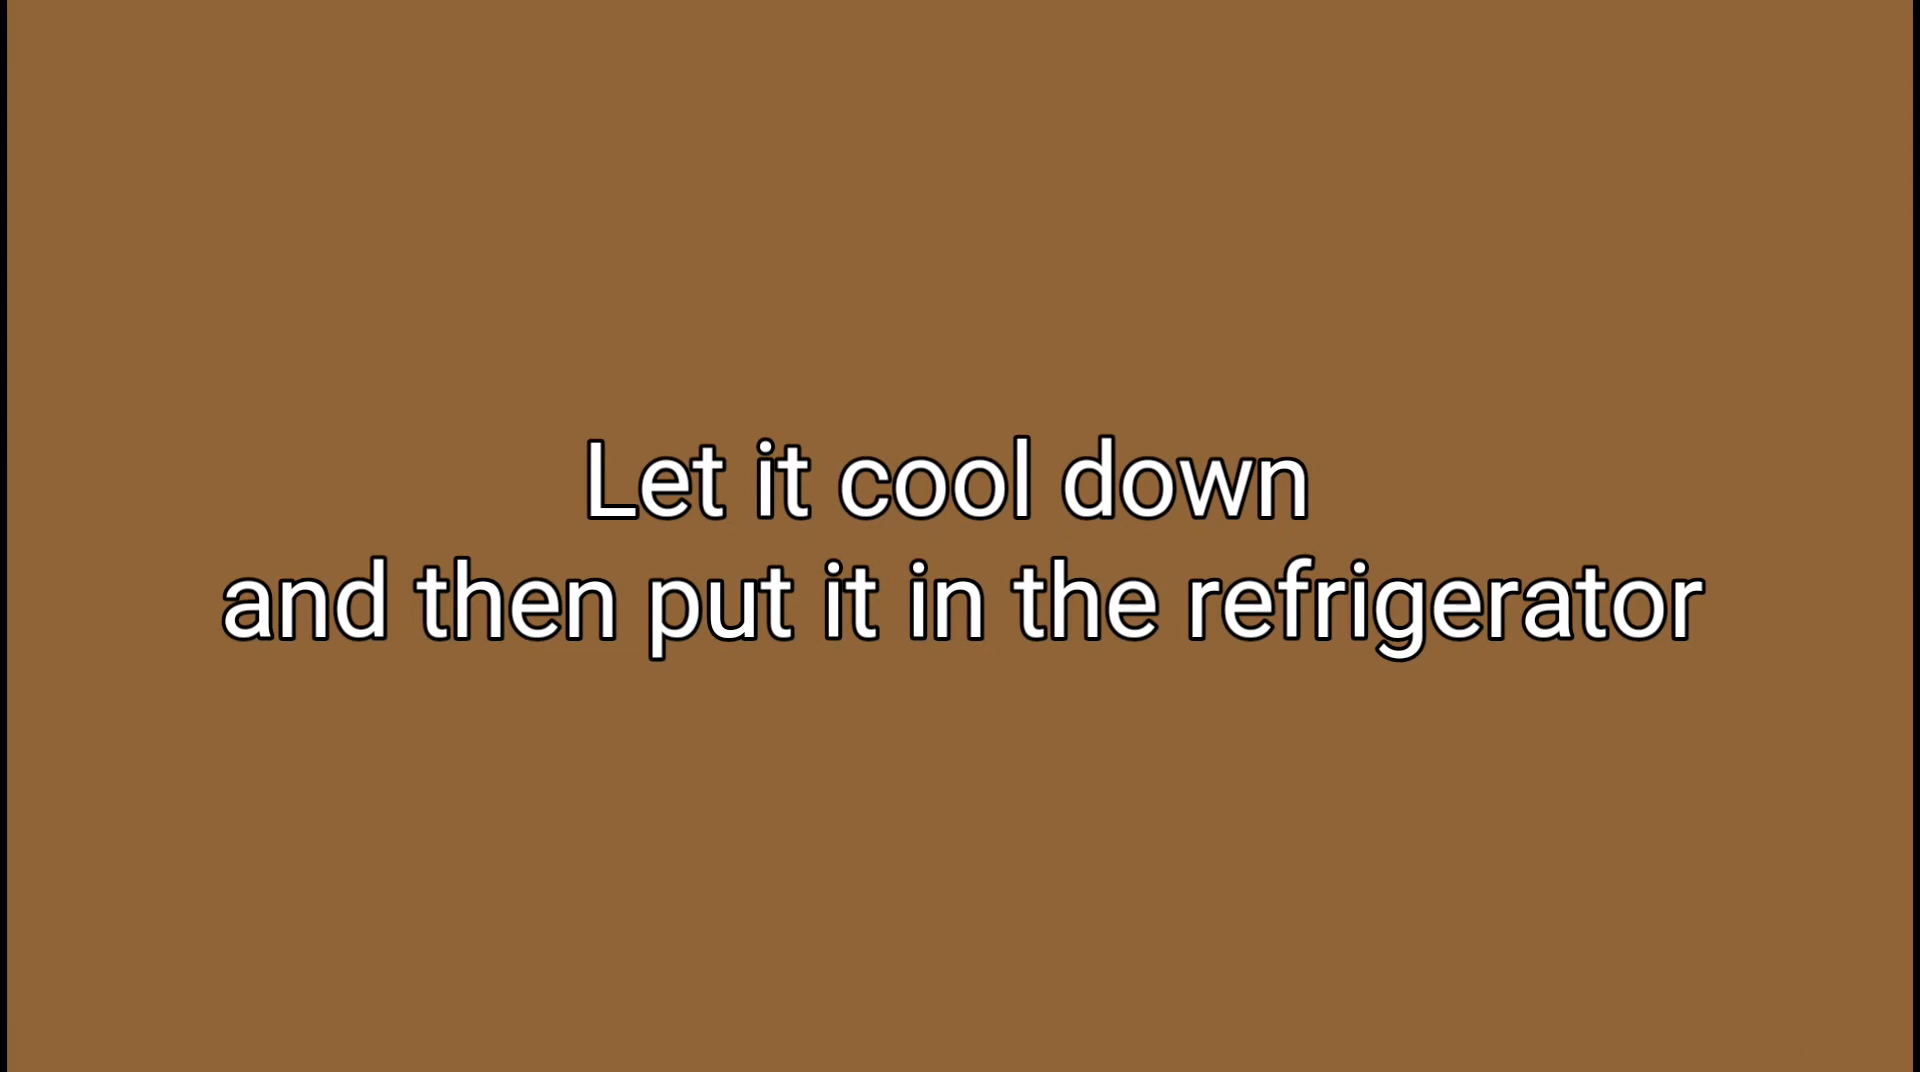 Let it cool down
and then put it in the refrigerator